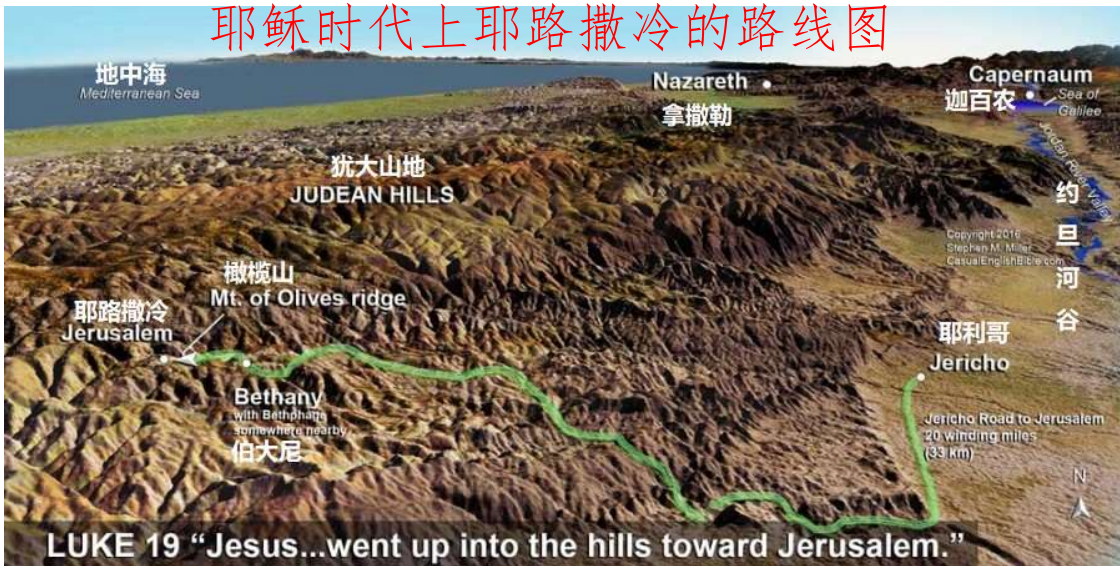 耶稣时代上耶路撒冷的路线图
地中海
Mediterranean Sea
Nazareth
拿撒勒
Capernaum
迦百农
Sea of
Galilee
Jordan River Valley
约旦河谷
犹大山地
JUDEAN HILLS
Copyright 2016
Stephen M. Miller
CasualEnglishBible.com
橄榄山
Mt. of Olives ridge
耶路撒冷
Jerusalem
耶利哥
Jericho
Bethany
with Bethphage
somewhere nearby
伯大尼
Jericho Road to Jerusalem
20 winding miles
(33 km)
N
LUKE 19 “Jesus...went up into the hills toward Jerusalem.”